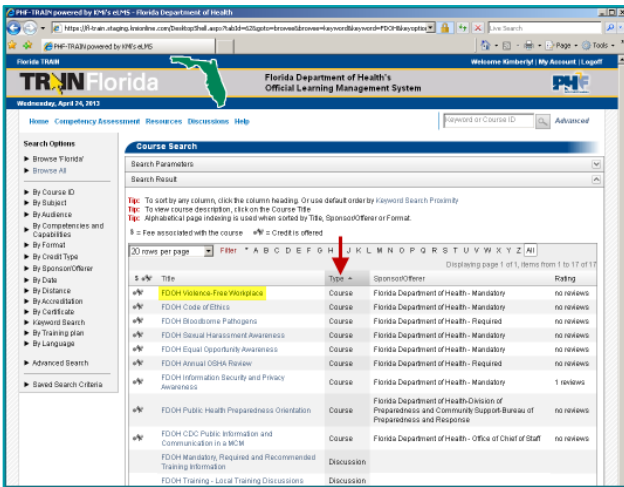 PHF-TRAIN powered by KMi's eLMS - Florida Department of Health
Live Search
PHF-TRAIN powered by KMi's eLMS
Page
Tools
Florida TRAIN
Welcome Kimberly! | My Account | Logoff
TRAIN Florida
Florida Department of Health's
Official Learning Management System
PHF
Wednesday, April 24, 2013
Home Competency Assessment Resources Discussions Help
Keyword or Course ID
Advanced
Search Options
Browse 'Florida'
Browse All
By Course ID
By Subject
By Audience
By Competencies and
Capabilities
By Format
By Credit Type
By Sponsor/Offerer
By Date
By Distance
By Accreditation
By Certificate
Keyword Search
By Training plan
By Language
Advanced Search
Saved Search Criteria
Course Search
Search Parameters
Search Result
Tip: To sort by any column, click the column heading. Or use default order by Keyword Search Proximity
Tip: To view course description, click on the Course Title
Tip: Alphabetical page indexing is used when sorted by Title, Sponsor/Offerer or Format.
$ = Fee associated with the course = Credit is offered
20 rows per page Filter * A B C D E F G H I J K L M N O P Q R S T U V W X Y Z All
Displaying page 1 of 1, items from 1 to 17 of 17
$ Title Type Sponsor/Offerer Rating
FDOH Violence-Free Workplace Course Florida Department of Health - Mandatory no reviews
FDOH Code of Ethics Course Florida Department of Health - Mandatory no reviews
FDOH Bloodborne Pathogens Course Florida Department of Health - Required no reviews
FDOH Sexual Harassment Awareness Course Florida Department of Health - Mandatory no reviews
FDOH Equal Opportunity Awareness Course Florida Department of Health - Mandatory no reviews
FDOH Annual OSHA Review Course Florida Department of Health - Required no reviews
FDOH Information Security and Privacy
Awareness Course Florida Department of Health - Mandatory 1 reviews
FDOH Public Health Preparedness Orientation Course Florida Department of Health-Division of
Preparedness and Community Support-Bureau of
Preparedness and Response no reviews
FDOH CDC Public Information and
Communication in a MCM Course Florida Department of Health - Office of Chief of Staff no reviews
FDOH Mandatory, Required and Recommended
Training Information Discussion
FDOH Training - Local Training Discussions Discussion